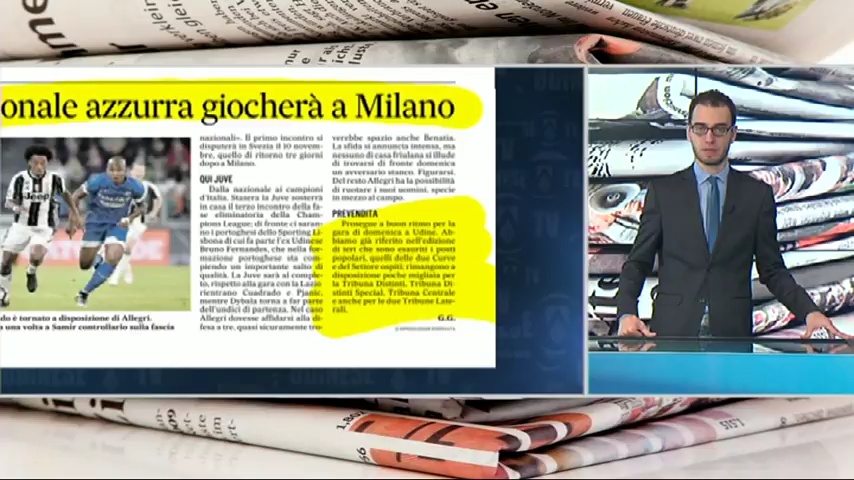 onale azzurra giocherà a Milano
nazionali». Il primo incontro si
disputerà in Svezia il 10 novem-
bre, quello di ritorno tre giorni
dopo a Milano.
QUI JUVE
Dalla nazionale ai campioni
d'Italia. Stasera la Juve sosterrà
in casa il terzo incontro della fa-
se eliminatoria della Cham-
pions League; di fronte ci saran-
no i portoghesi dello Sporting Li-
sbona di cui fa parte l'ex Udinese
Bruno Fernandes, che nella for-
mazione portoghese sta com-
piendo un importante salto di
qualità. La Juve sarà al comple-
to, rispetto alla gara con la Lazio
rientrano Cuadrado e Pjanic,
mentre Dybala torna a far parte
dell'undici di partenza. Nel caso
Allegri dovesse affidarsi alla di-
fesa a tre, quasi sicuramente tro-
verebbe spazio anche Benatia.
La sfida si annuncia intensa, ma
nessuno di casa friulana si illude
di trovarsi di fronte domenica
un avversario stanco. Figurarsi.
Del resto Allegri ha la possibilità
di ruotare i suoi uomini, specie
in mezzo al campo.
PREVENDITA
Prosegue a buon ritmo per la
gara di domenica a Udine. Ab-
biamo già riferito nell'edizione
di ieri che sono esauriti i posti
popolari, quelli delle due Curve
e del Settore ospiti; rimangono a
disposizione poche migliaia per
la Tribuna Distinti, Tribuna Di-
stinti Special, Tribuna Centrale
e anche per le due Tribune Late-
rali.
G.G.
do è tornato a disposizione di Allegri.
a una volta a Samir controllarlo sulla fascia